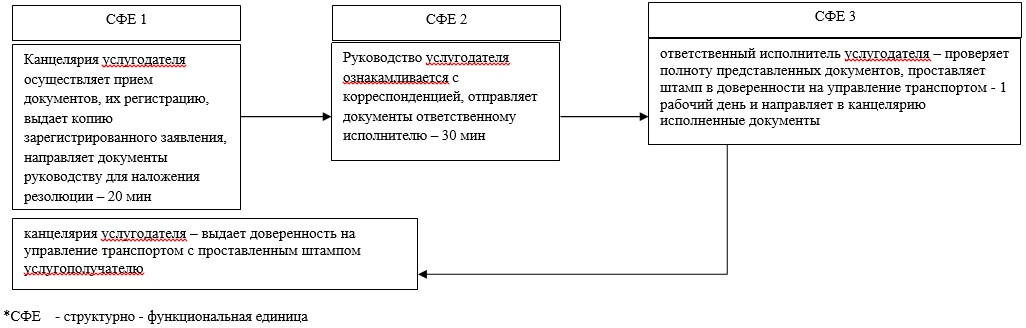 СФЕ 1
Канцелярия услугодателя
осуществляет прием
документов, их регистрацию,
выдает копию
зарегистрированного заявления,
направляет документы
руководству для наложения
резолюции – 20 мин
СФЕ 2
Руководство услугодателя
ознакамливается с
корреспонденцией, отправляет
документы ответственному
исполнителю – 30 мин
СФЕ 3
ответственный исполнитель услугодателя – проверяет
полноту представленных документов, проставляет
штамп в доверенности на управление транспортом - 1
рабочий день и направляет в канцелярию
исполненные документы
канцелярия услугодателя – выдает доверенность на
управление транспортом с проставленным штампом
услугополучателю
*СФЕ - структурно - функциональная единица